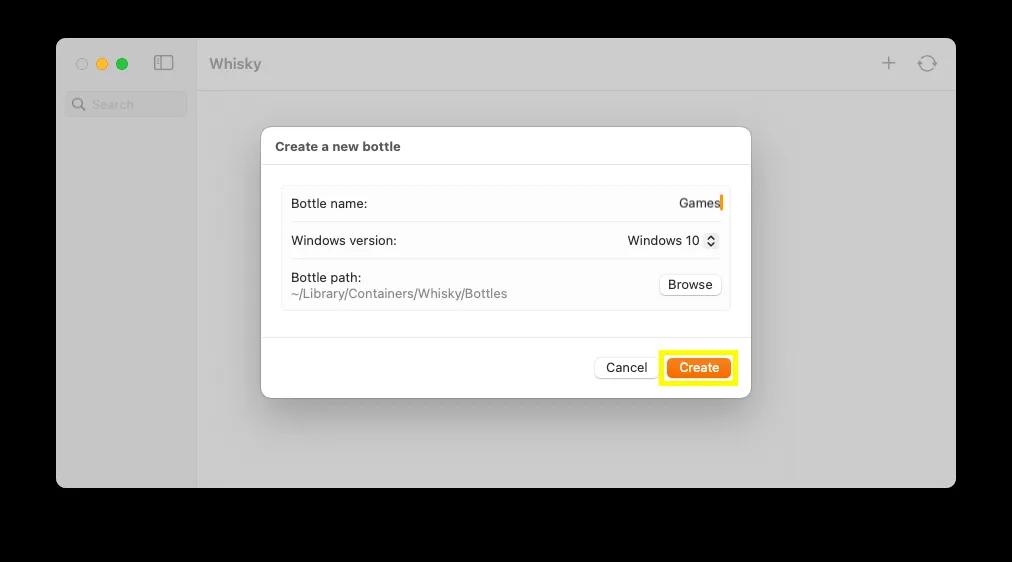 Whisky
Search
Create a new bottle
Bottle name: Games
Windows version: Windows 10
Bottle path:
~/Library/Containers/Whisky/Bottles
Browse
Cancel Create